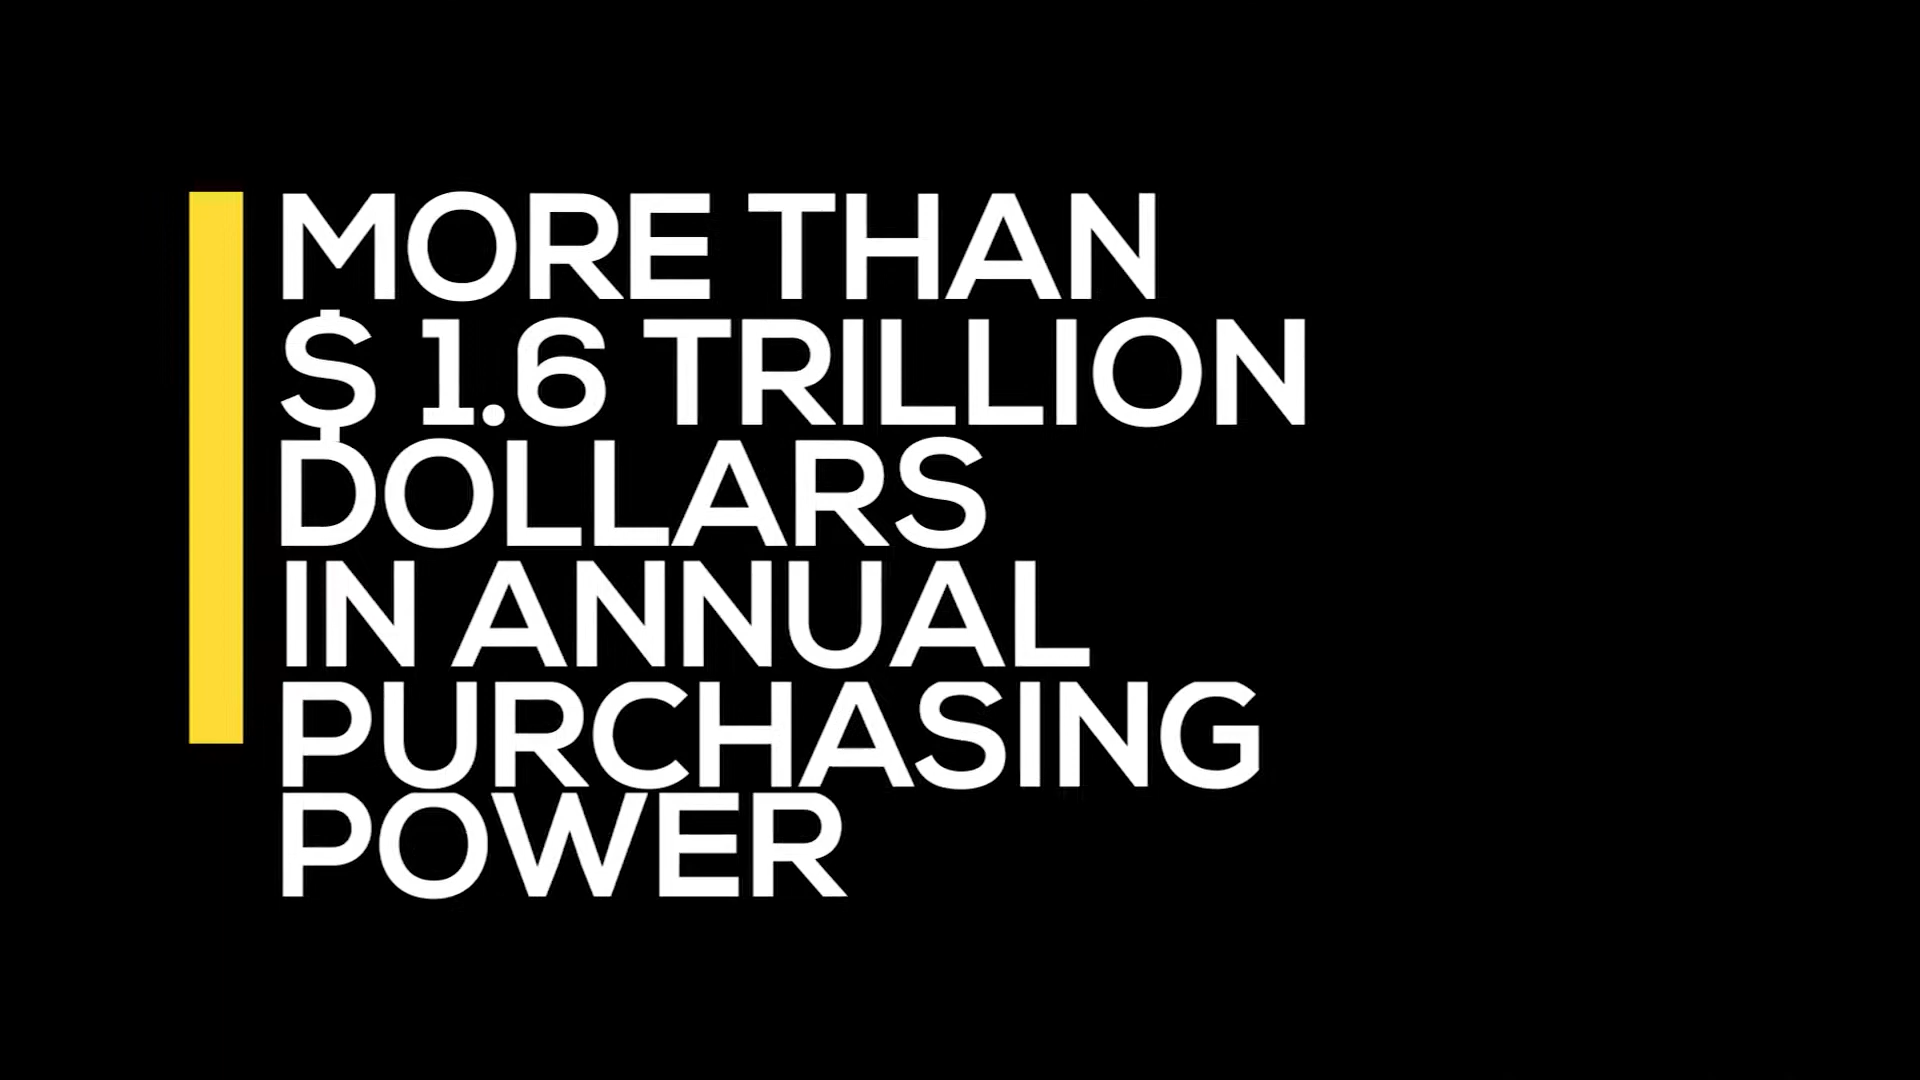 MORE THAN
$ 1.6 TRILLION
DOLLARS
IN ANNUAL
PURCHASING
POWER